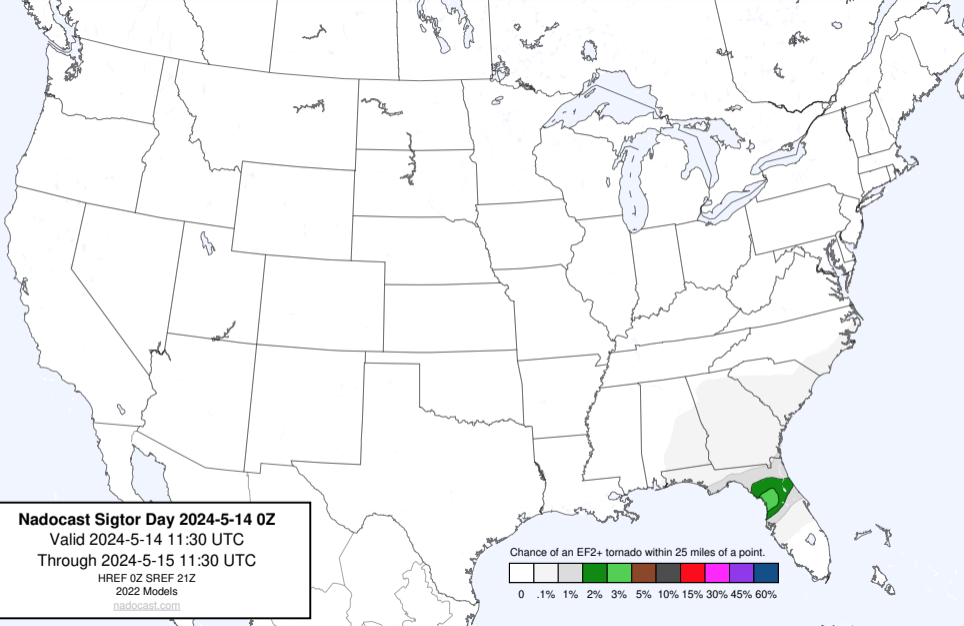 Nadocast Sigtor Day 2024-5-14 0Z
Valid 2024-5-14 11:30 UTC
Through 2024-5-15 11:30 UTC
HREF 0Z SREF 21Z
2022 Models
nadocast.com
Chance of an EF2+ tornado within 25 miles of a point.
0 .1% 1% 2% 3% 5% 10% 15% 30% 45% 60%